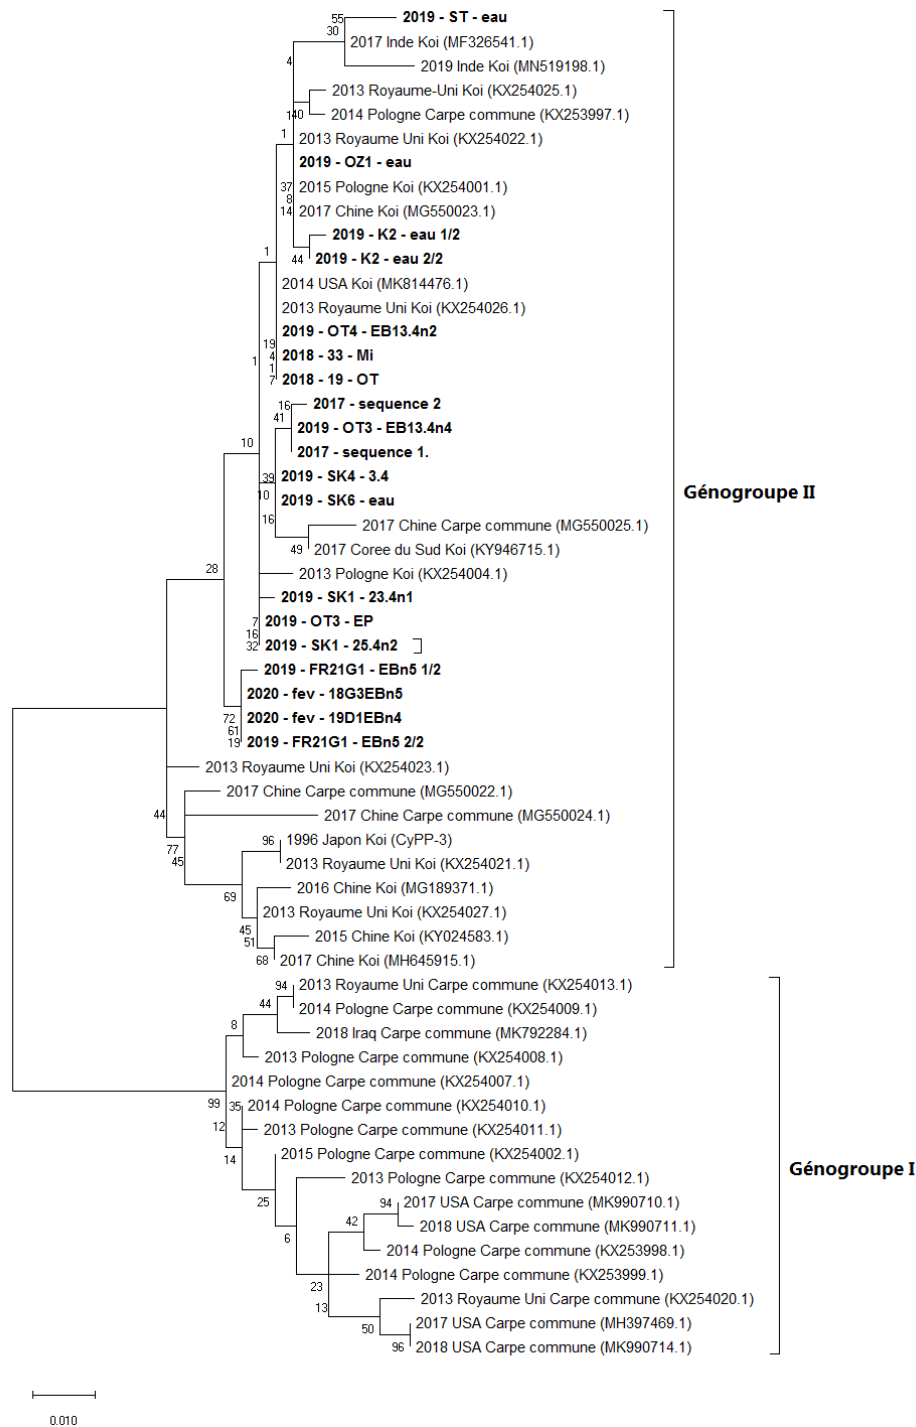 55
2019 - ST - eau
30
2017 Inde Koi (MF326541.1)
4
2019 Inde Koi (MN519198.1)
2013 Royaume-Uni Koi (KX254025.1)
2014 Pologne Carpe commune (KX253997.1)
1
2013 Royaume Uni Koi (KX254022.1)
2019 - OZ1 - eau
37
2015 Pologne Koi (KX254001.1)
8
14
2017 Chine Koi (MG550023.1)
2019 - K2 - eau 1/2
44
2019 - K2 - eau 2/2
1
2014 USA Koi (MK814476.1)
2013 Royaume Uni Koi (KX254026.1)
2019 - OT4 - EB13.4n2
19
4
2018 - 33 - Mi
1
1
7
2018 - 19 - OT
16
2017 - sequence 2
41
2019 - OT3 - EB13.4n4
10
2017 - sequence 1.
39
2019 - SK4 - 3.4
10
2019 - SK6 - eau
Génogroupe II
16
2017 Chine Carpe commune (MG550025.1)
49
2017 Coree du Sud Koi (KY946715.1)
28
2013 Pologne Koi (KX254004.1)
2019 - SK1 - 23.4n1
7
2019 - OT3 - EP
16
32
2019 - SK1 - 25.4n2
2019 - FR21G1 - EBn5 1/2
2020 - fev - 18G3EBn5
72
2020 - fev - 19D1EBn4
61
19
2019 - FR21G1 - EBn5 2/2
2013 Royaume Uni Koi (KX254023.1)
2017 Chine Carpe commune (MG550022.1)
44
2017 Chine Carpe commune (MG550024.1)
96
1996 Japon Koi (CyPP-3)
77
45
2013 Royaume Uni Koi (KX254021.1)
69
2016 Chine Koi (MG189371.1)
2013 Royaume Uni Koi (KX254027.1)
45
2015 Chine Koi (KY024583.1)
51
68
2017 Chine Koi (MH645915.1)
94
2013 Royaume Uni Carpe commune (KX254013.1)
44
2014 Pologne Carpe commune (KX254009.1)
8
2018 Iraq Carpe commune (MK792284.1)
2013 Pologne Carpe commune (KX254008.1)
2014 Pologne Carpe commune (KX254007.1)
99
35
2014 Pologne Carpe commune (KX254010.1)
12
2013 Pologne Carpe commune (KX254011.1)
14
2015 Pologne Carpe commune (KX254002.1)
Génogroupe I
2013 Pologne Carpe commune (KX254012.1)
25
94
2017 USA Carpe commune (MK990710.1)
42
2018 USA Carpe commune (MK990711.1)
6
2014 Pologne Carpe commune (KX253998.1)
2014 Pologne Carpe commune (KX253999.1)
23
2013 Royaume Uni Carpe commune (KX254020.1)
13
2017 USA Carpe commune (MH397469.1)
50
96
2018 USA Carpe commune (MK990714.1)
0.010